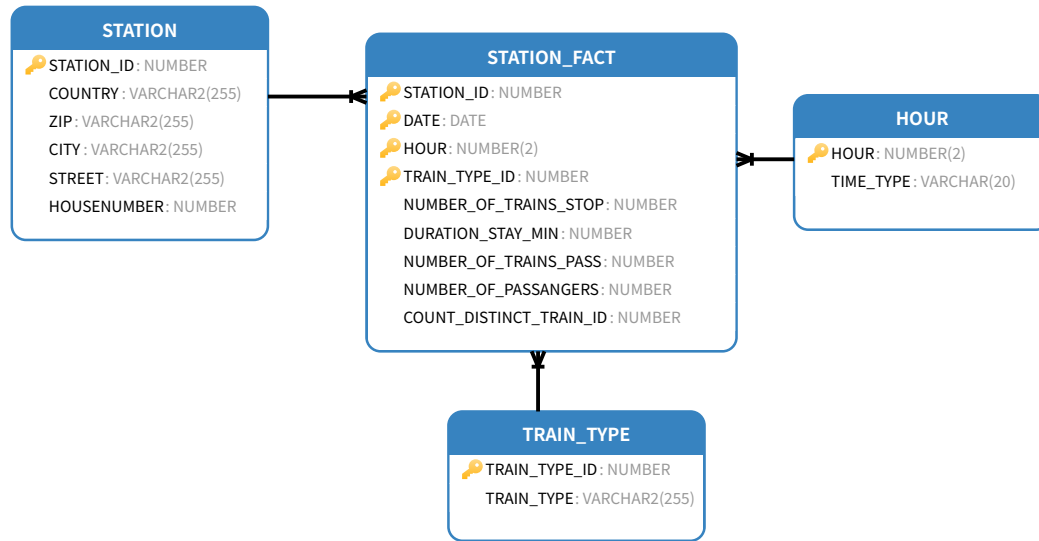 STATION
STATION_ID: NUMBER
COUNTRY: VARCHAR2(255)
ZIP: VARCHAR2(255)
CITY: VARCHAR2(255)
STREET: VARCHAR2(255)
HOUSENUMBER: NUMBER
STATION_FACT
STATION_ID: NUMBER
DATE: DATE
HOUR: NUMBER(2)
TRAIN_TYPE_ID: NUMBER
NUMBER_OF_TRAINS_STOP: NUMBER
DURATION_STAY_MIN: NUMBER
NUMBER_OF_TRAINS_PASS: NUMBER
NUMBER_OF_PASSANGERS: NUMBER
COUNT_DISTINCT_TRAIN_ID: NUMBER
HOUR
HOUR: NUMBER(2)
TIME_TYPE: VARCHAR(20)
TRAIN_TYPE
TRAIN_TYPE_ID: NUMBER
TRAIN_TYPE: VARCHAR2(255)